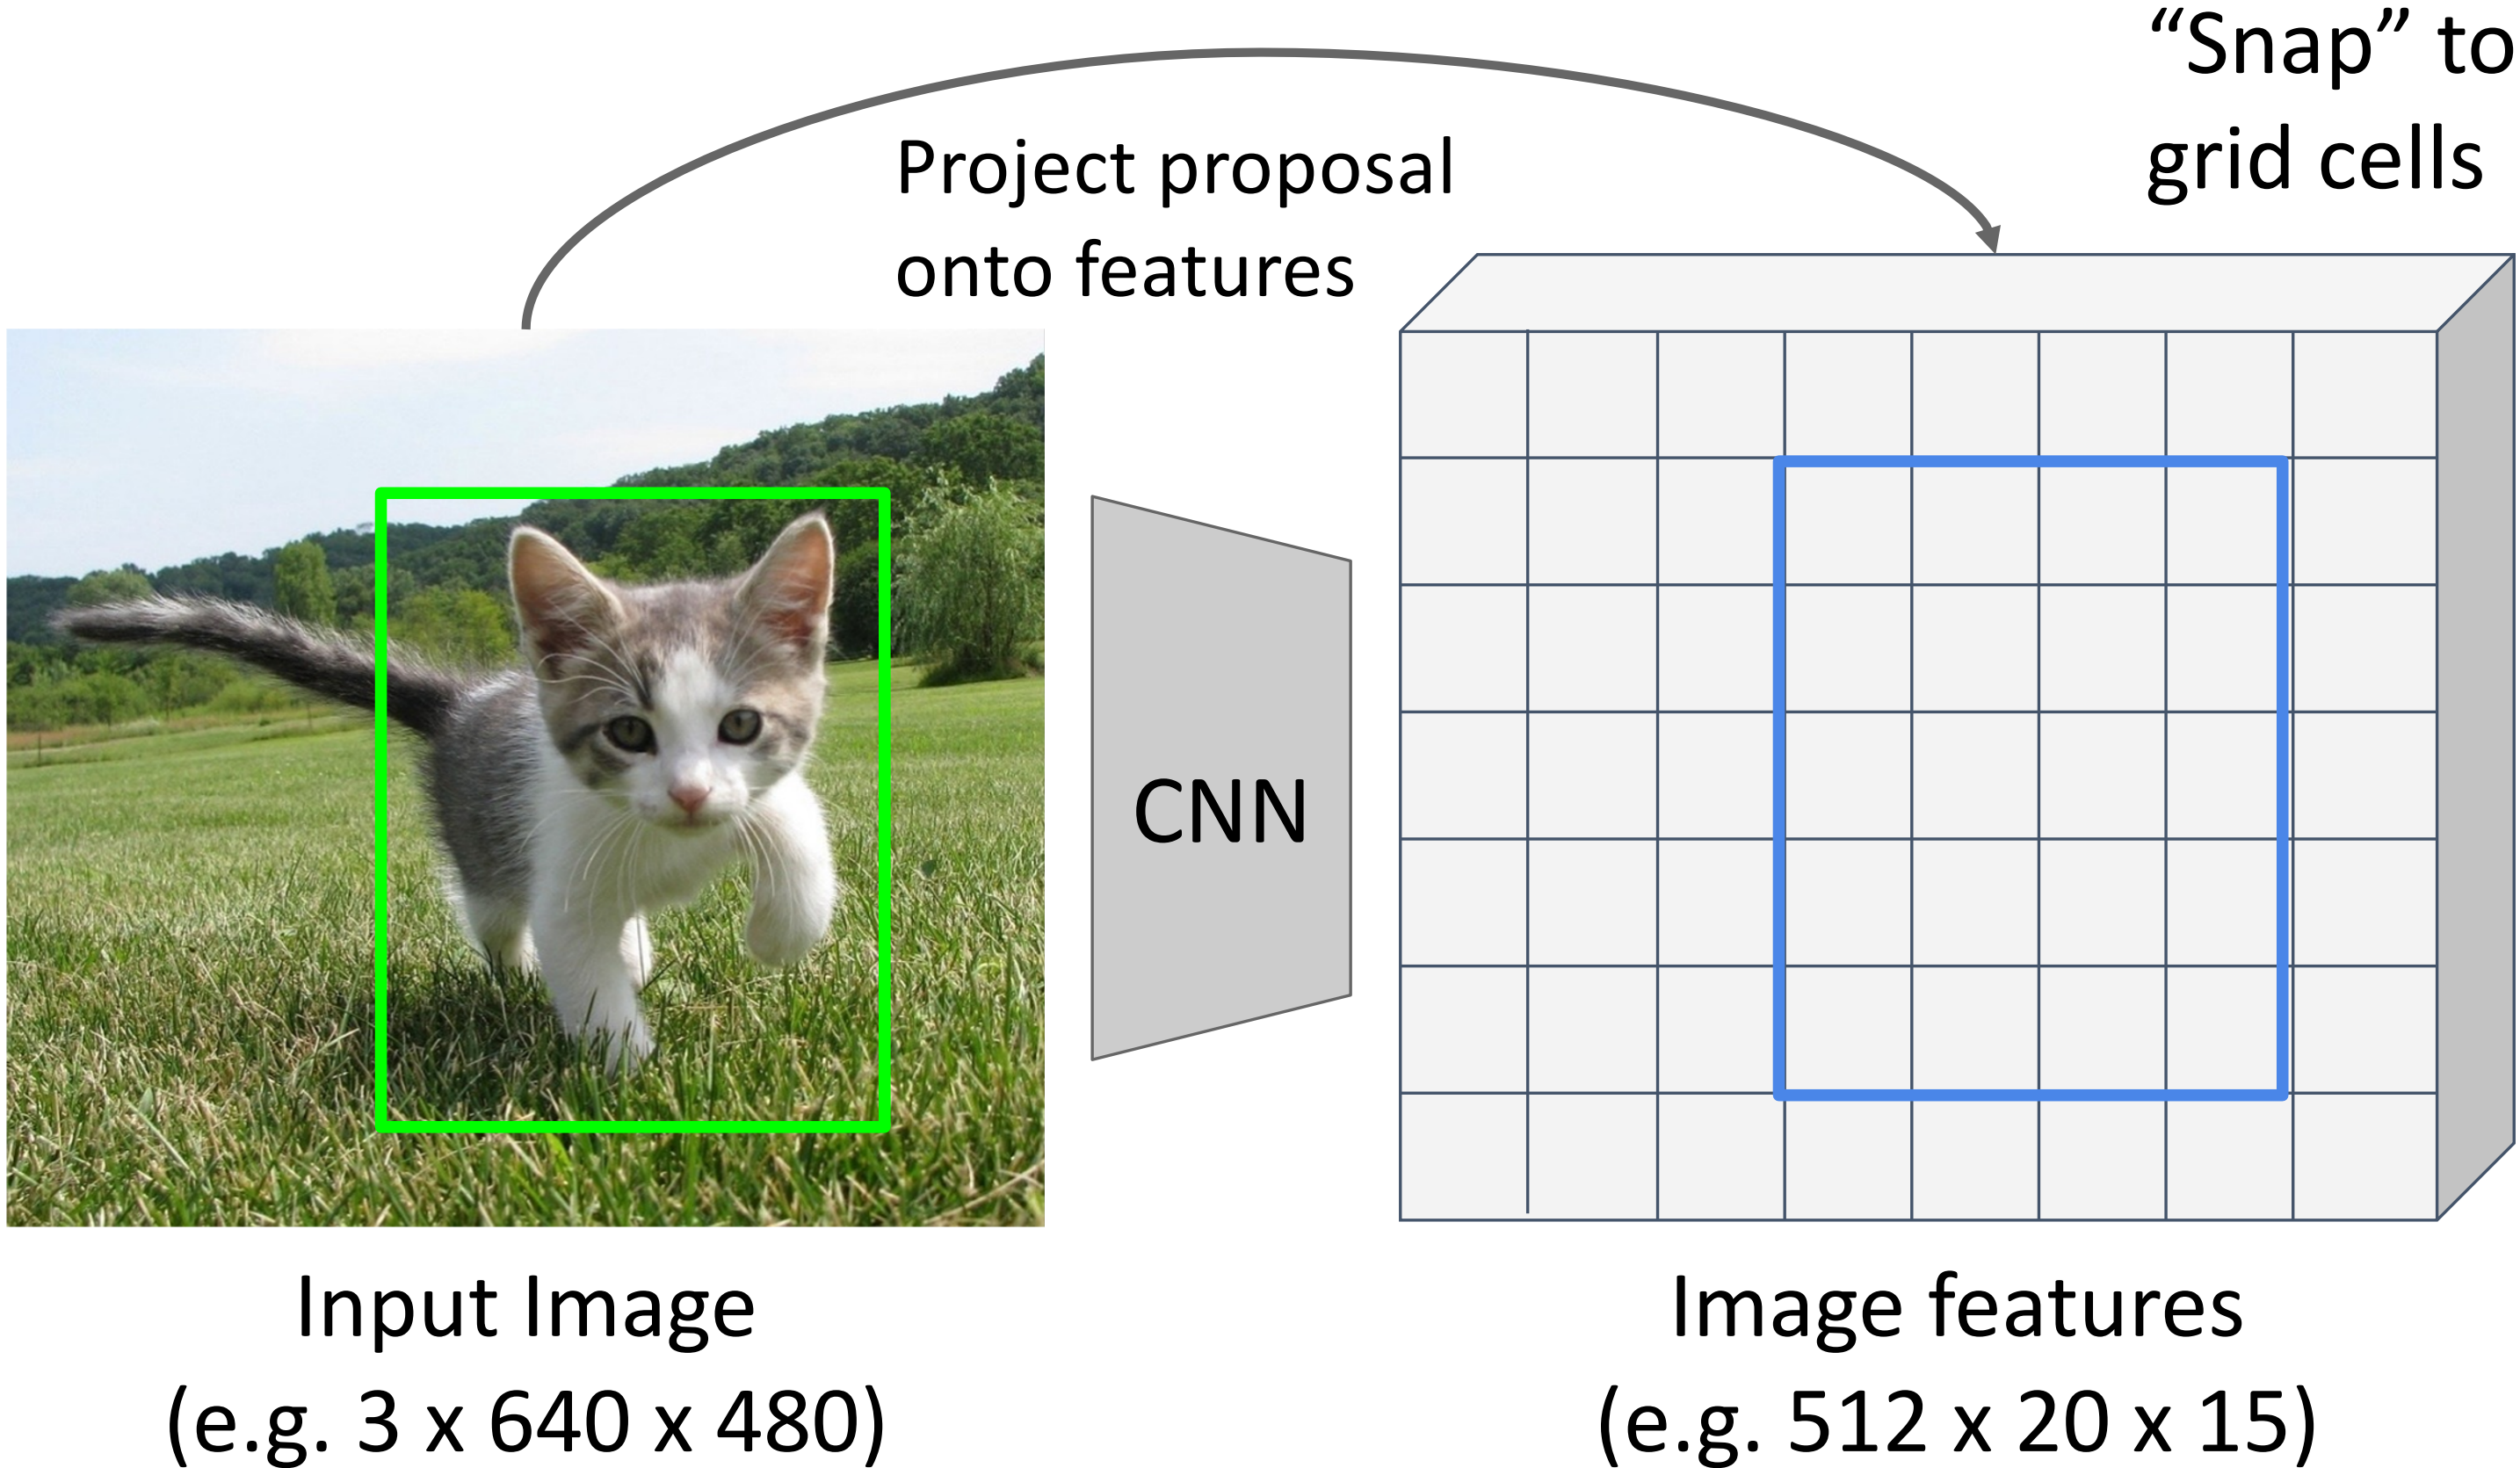 “Snap” to
grid cells
Project proposal
onto features
CNN
Input Image
(e.g. 3 x 640 x 480)
Image features
(e.g. 512 x 20 x 15)